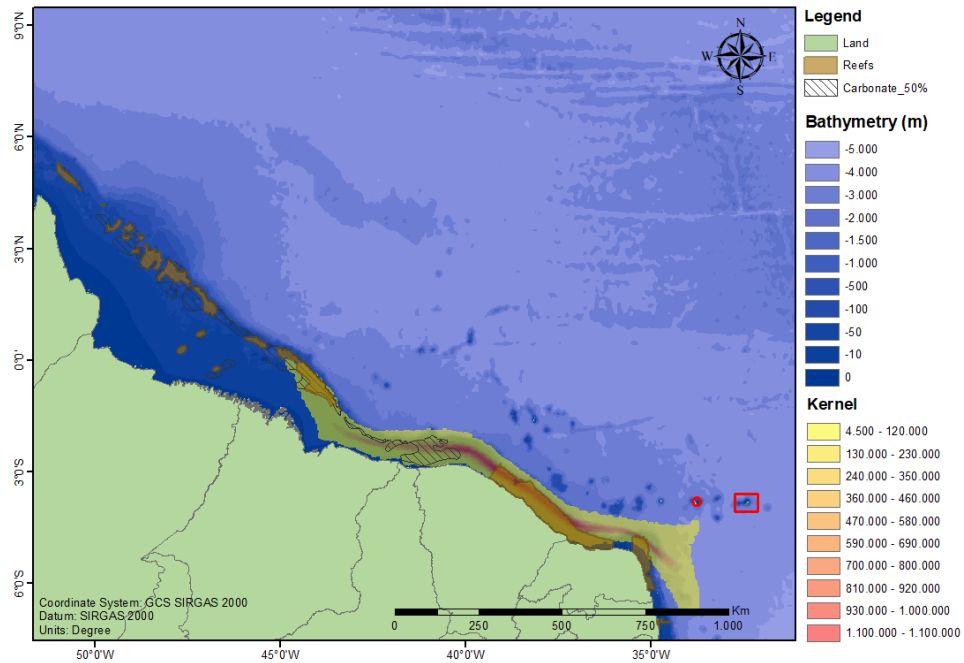 Legend
Land
Reefs
Carbonate_50%
Bathymetry (m)
-5.000
-4.000
-3.000
-2.000
-1.500
-1.000
-500
-100
-50
-10
0
Kernel
4.500 - 120.000
130.000 - 230.000
240.000 - 350.000
360.000 - 460.000
470.000 - 580.000
590.000 - 690.000
700.000 - 800.000
810.000 - 920.000
930.000 - 1.000.000
1.100.000 - 1.100.000
N
W E
S
9°0'N
6°0'N
3°0'N
0°0'
3°0'S
6°0'S
Coordinate System: GCS SIRGAS 2000
Datum: SIRGAS 2000
Units: Degree
Km
0 250 500 750 1.000
50°0'W 45°0'W 40°0'W 35°0'W